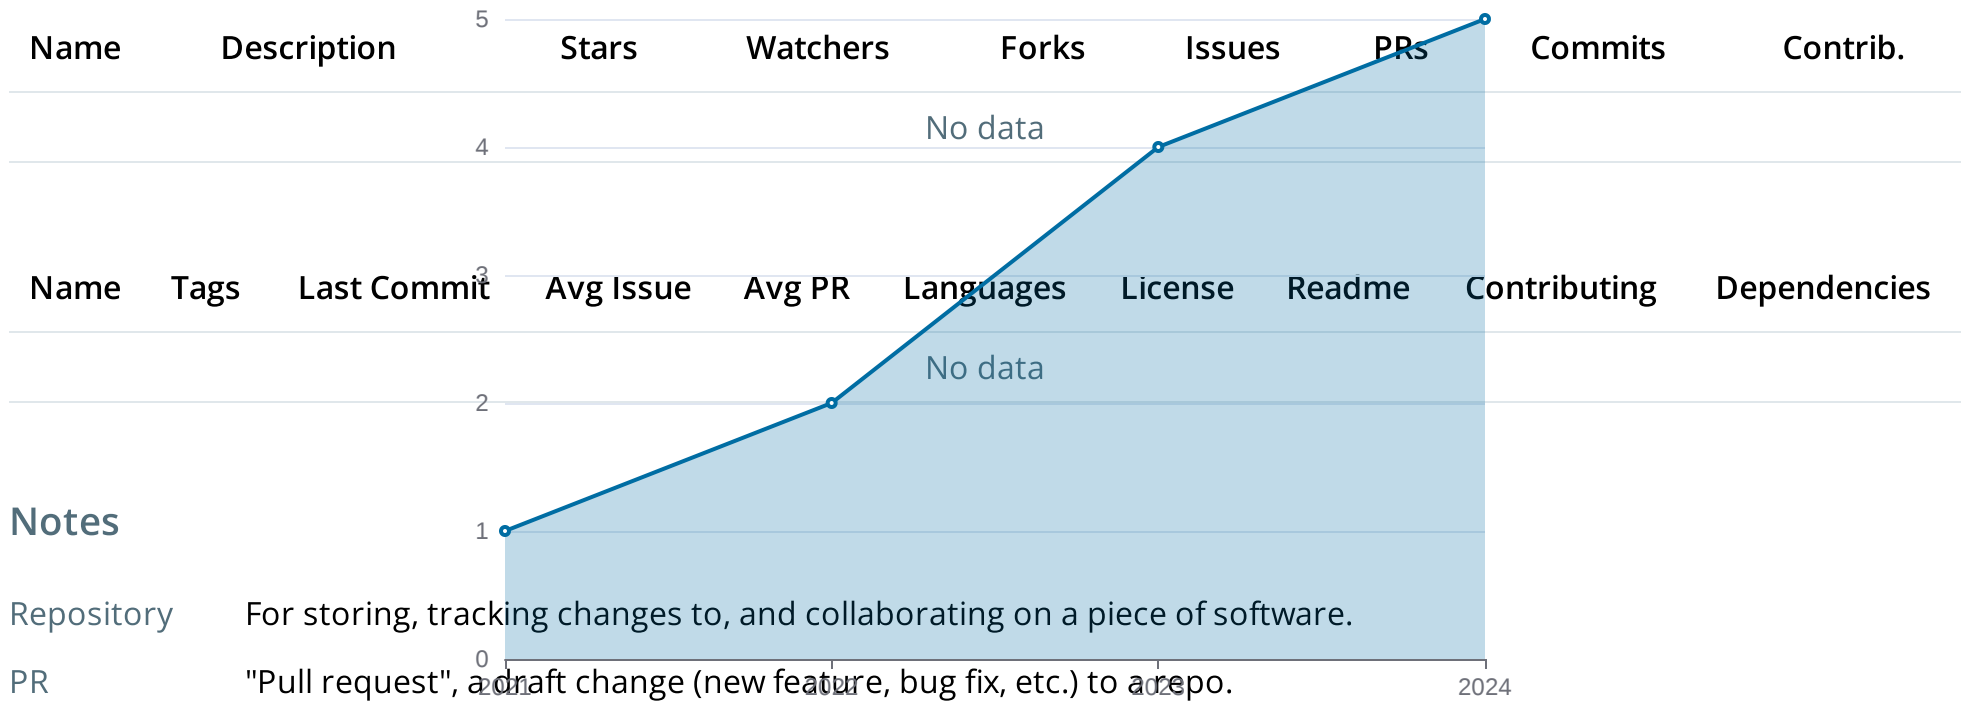 5
Name Description Stars Watchers Forks Issues PRs Commits Contrib.
No data
4
3
Name Tags Last Commit Avg Issue Avg PR Languages License Readme Contributing Dependencies
No data
2
Notes
1
Repository For storing, tracking changes to, and collaborating on a piece of software.
0
PR "Pull request", a draft change (new feature, bug fix, etc.) to a repo.
2021 2022 2023 2024